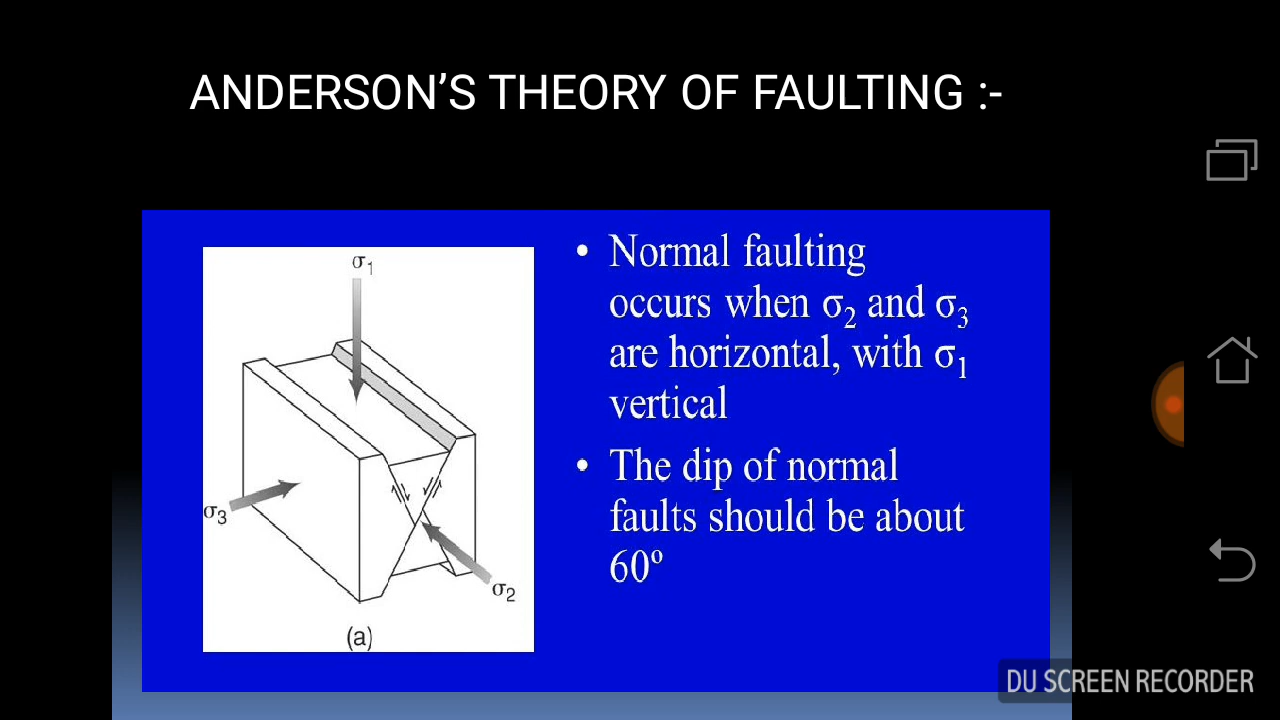 ANDERSON’S THEORY OF FAULTING :-
σ1
σ3
σ2
(a)
• Normal faulting
occurs when σ2 and σ3
are horizontal, with σ1
vertical
• The dip of normal
faults should be about
60º
DU SCREEN RECORDER